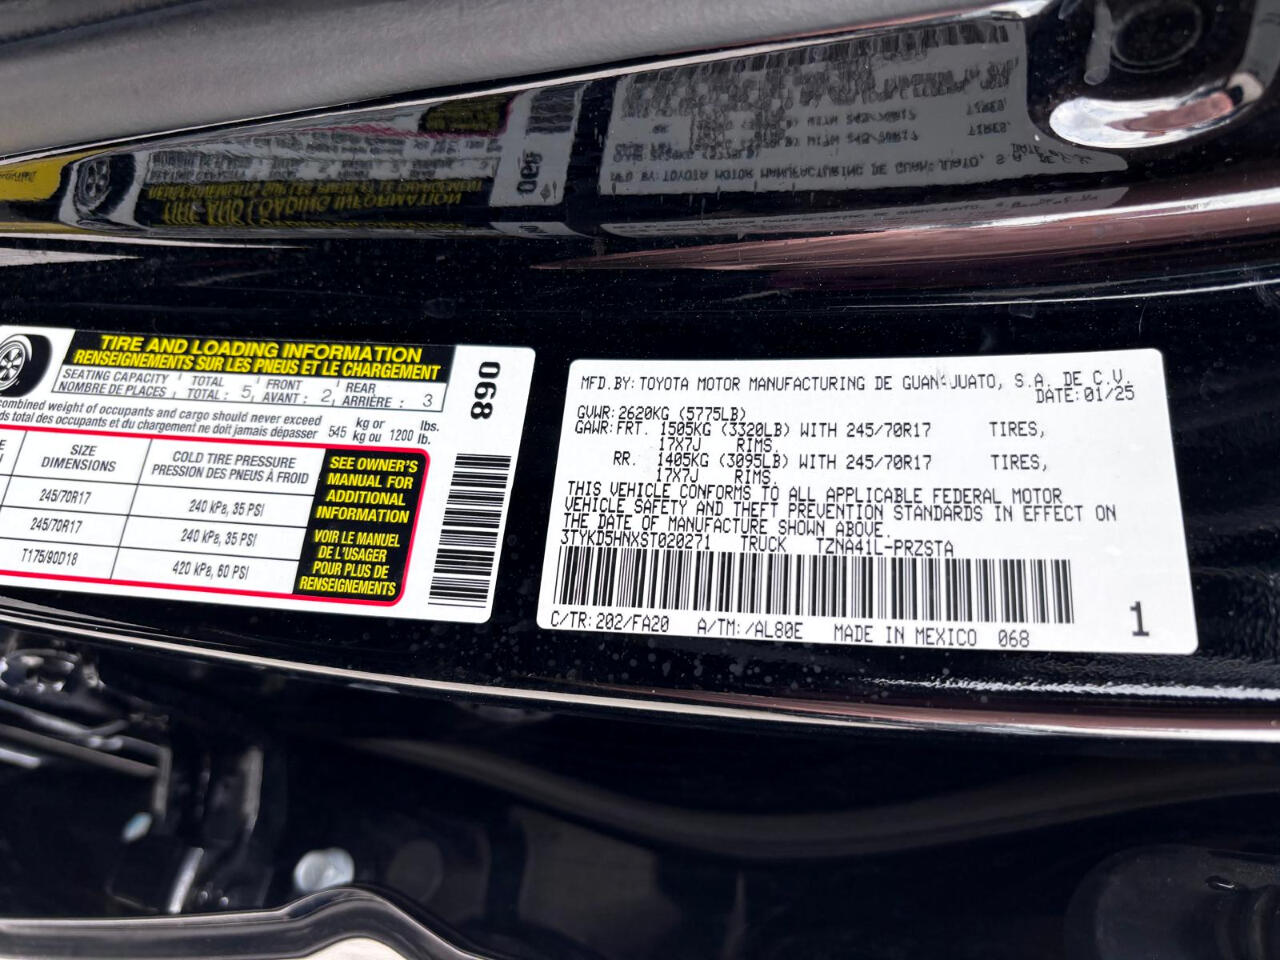 TIRE AND LOADING INFORMATION
RENSEIGNEMENTS SUR LES PNEUS ET LE CHARGEMENT
SEATING CAPACITY
NOMBRE DE PLACES
TOTAL
TOTAL : 5
FRONT
AVANT : 2
REAR
ARRIÈRE : 3
combined weight of occupants and cargo should never exceed
ds total des occupants et du chargement ne doit jamais dépasser
545 kg or
kg ou
1200 lbs.
lb.
SIZE
DIMENSIONS
COLD TIRE PRESSURE
PRESSION DES PNEUS À FROID
245/70R17
240 kPa, 35 PSI
245/70R17
240 kPa, 35 PSI
T175/90D18
420 kPa, 60 PSI
SEE OWNER'S
MANUAL FOR
ADDITIONAL
INFORMATION
VOIR LE MANUEL
DE L'USAGER
POUR PLUS DE
RENSEIGNEMENTS
068
MFD.BY:TOYOTA MOTOR MANUFACTURING DE GUANAJUATO, S.A. DE C.V.
DATE:01/25
GVWR:2620KG (5775LB)
GAWR:FRT. 1505KG (3320LB) WITH 245/70R17 TIRES,
17X7J RIMS.
RR. 1405KG (3095LB) WITH 245/70R17 TIRES,
17X7J RIMS.
THIS VEHICLE CONFORMS TO ALL APPLICABLE FEDERAL MOTOR
VEHICLE SAFETY AND THEFT PREVENTION STANDARDS IN EFFECT ON
THE DATE OF MANUFACTURE SHOWN ABOVE.
3TYKD5HNXST020271 TRUCK TZNA41L-PRZSTA
C/TR:202/FA20 A/TM:/AL80E MADE IN MEXICO 068
1